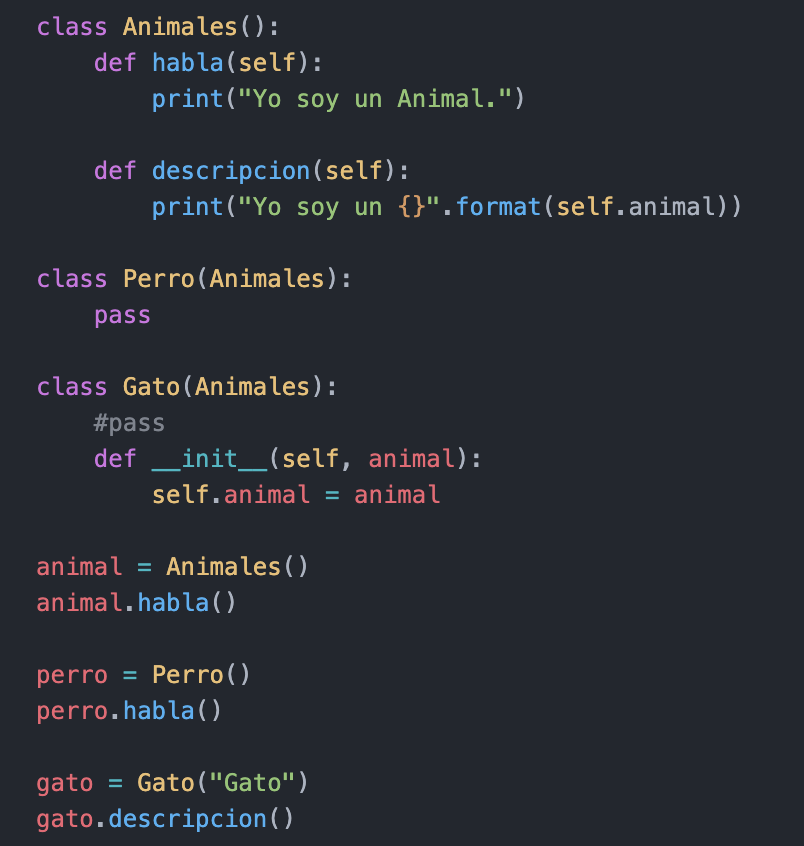 class Animales():
    def habla(self):
        print("Yo soy un Animal.")

    def descripcion(self):
        print("Yo soy un {}".format(self.animal))

class Perro(Animales):
    pass

class Gato(Animales):
    #pass
    def __init__(self, animal):
        self.animal = animal

animal = Animales()
animal.habla()

perro = Perro()
perro.habla()

gato = Gato("Gato")
gato.descripcion()